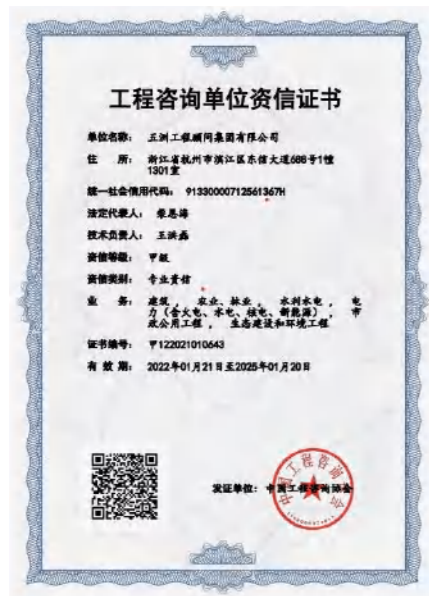 工程咨询单位资信证书
单位名称： 五洲工程顾问集团有限公司
住 所： 浙江省杭州市滨江区东信大道688号1幢
1301室
统一社会信用代码： 91330000712561367H
法定代表人： 黎思海
技术负责人： 王洪磊
资信等级： 甲级
资信类别： 专业资信
业 务： 建筑 ， 农业、林业 ， 水利水电 ， 电
力（含火电、水电、核电、新能源） ， 市
政公用工程 ， 生态建设和环境工程
证书编号： 甲122021010643
有 效 期： 2022年01月21日至2025年01月20日
发证单位： 中国工程咨询协会